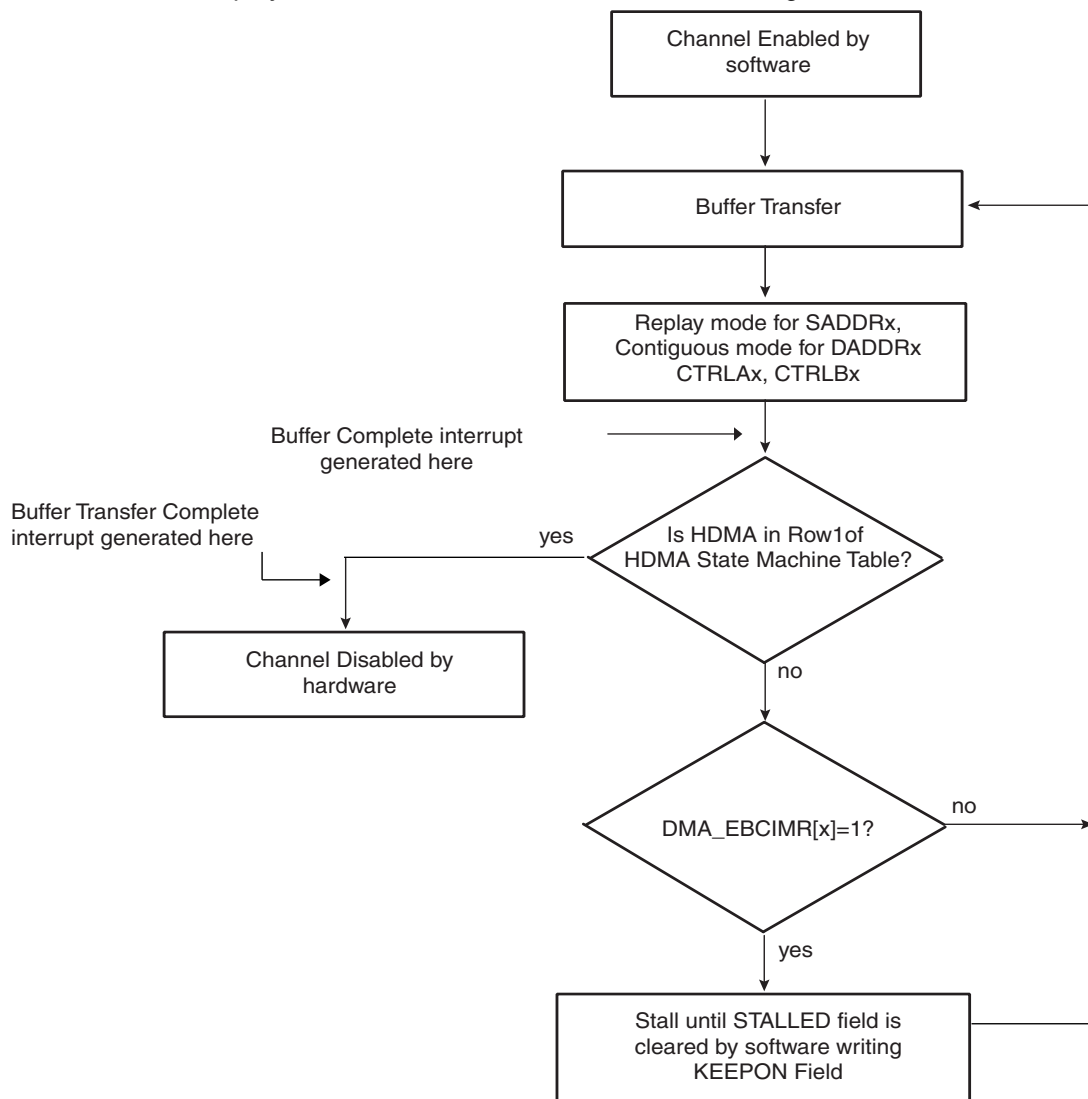 Channel Enabled by
software
Buffer Transfer
Replay mode for SADDRx,
Contiguous mode for DADDRx
CTRLAx, CTRLBx
Buffer Complete interrupt
generated here
Buffer Transfer Complete
interrupt generated here
yes
Is HDMA in Row1of
HDMA State Machine Table?
Channel Disabled by
hardware
no
DMA_EBCIMR[x]=1?
no
yes
Stall until STALLED field is
cleared by software writing
KEEPON Field